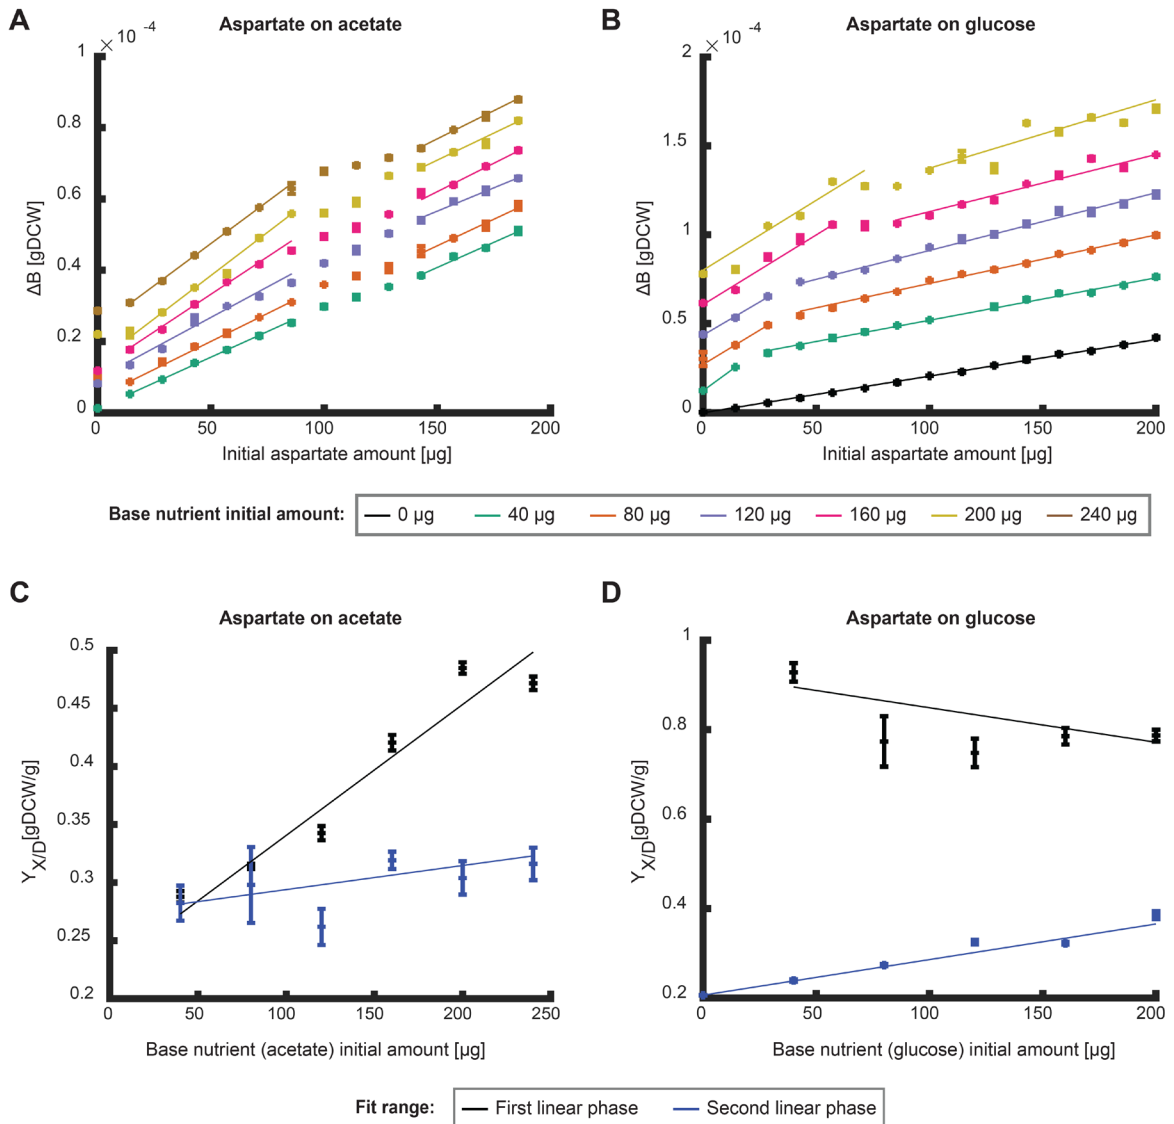 A
Aspartate on acetate
× 10 -4
1
0.8
0.6
0.4
0.2
0
ΔB [gDCW]
0 50 100 150 200
Initial aspartate amount [µg]
B
Aspartate on glucose
× 10 -4
2
1.5
1
0.5
0
ΔB [gDCW]
0 50 100 150 200
Initial aspartate amount [µg]
Base nutrient initial amount: 0 µg 40 µg 80 µg 120 µg 160 µg 200 µg 240 µg
C
Aspartate on acetate
0.5
0.45
0.4
0.35
0.3
0.25
0.2
Y X/D [gDCW/g]
0 50 100 150 200 250
Base nutrient (acetate) initial amount [µg]
D
Aspartate on glucose
1
0.8
0.6
0.4
0.2
Y X/D [gDCW/g]
0 50 100 150 200
Base nutrient (glucose) initial amount [µg]
Fit range: First linear phase Second linear phase